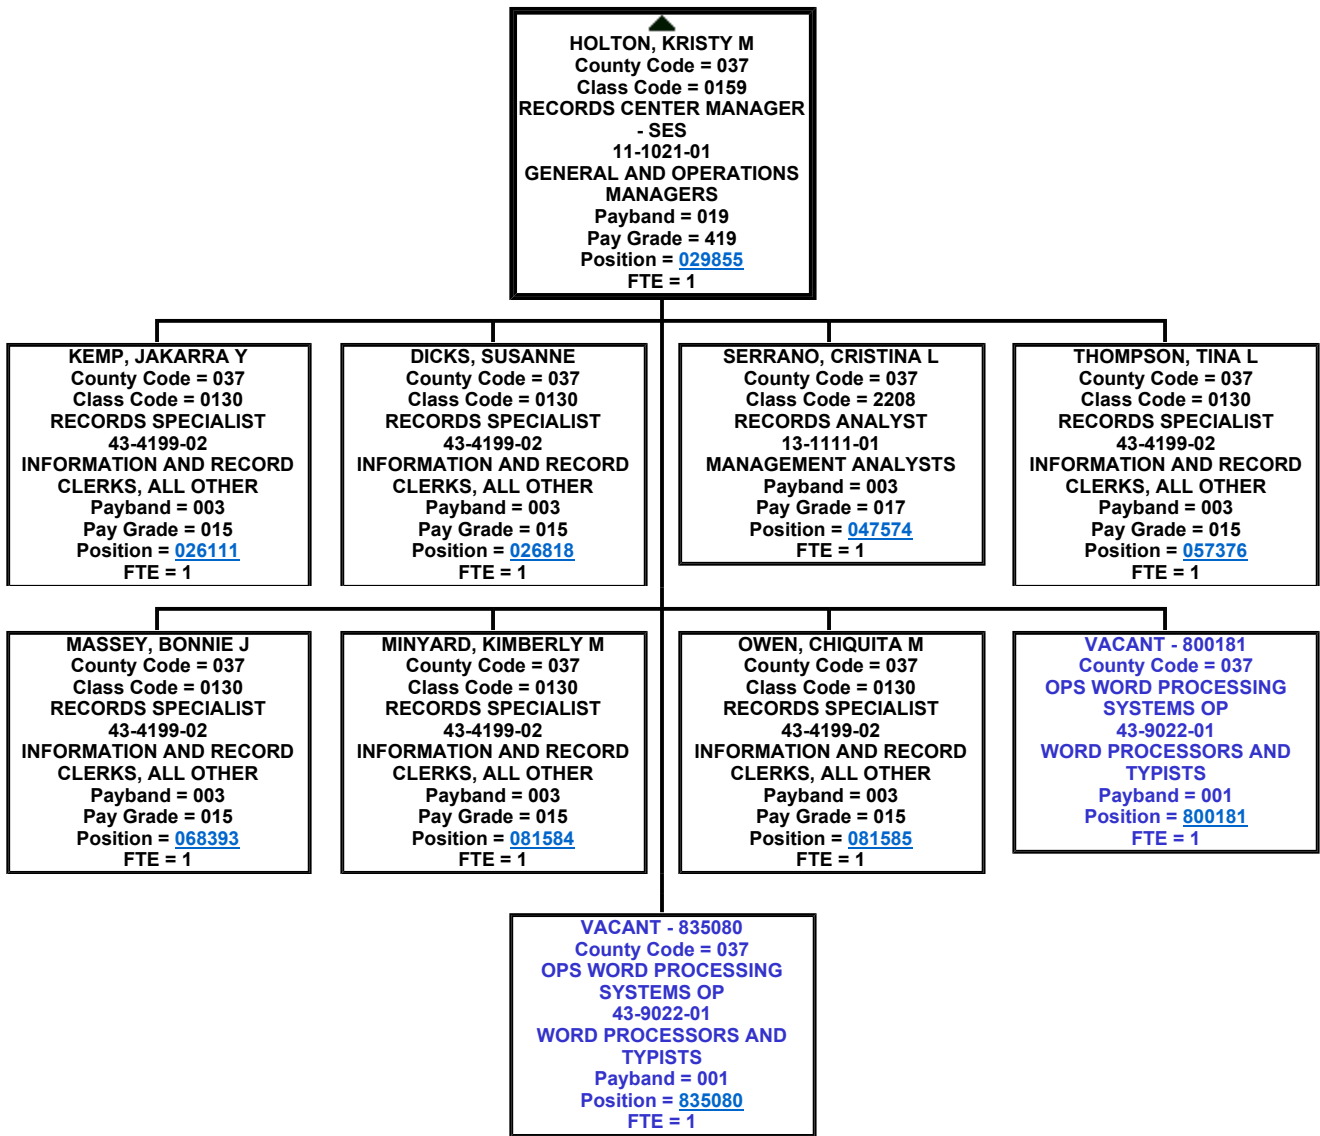 HOLTON, KRISTY M
County Code = 037
Class Code = 0159
RECORDS CENTER MANAGER
- SES
11-1021-01
GENERAL AND OPERATIONS
MANAGERS
Payband = 019
Pay Grade = 419
Position = 029855
FTE = 1
KEMP, JAKARRA Y
County Code = 037
Class Code = 0130
RECORDS SPECIALIST
43-4199-02
INFORMATION AND RECORD
CLERKS, ALL OTHER
Payband = 003
Pay Grade = 015
Position = 026111
FTE = 1
DICKS, SUSANNE
County Code = 037
Class Code = 0130
RECORDS SPECIALIST
43-4199-02
INFORMATION AND RECORD
CLERKS, ALL OTHER
Payband = 003
Pay Grade = 015
Position = 026818
FTE = 1
SERRANO, CRISTINA L
County Code = 037
Class Code = 2208
RECORDS ANALYST
13-1111-01
MANAGEMENT ANALYSTS
Payband = 003
Pay Grade = 017
Position = 047574
FTE = 1
THOMPSON, TINA L
County Code = 037
Class Code = 0130
RECORDS SPECIALIST
43-4199-02
INFORMATION AND RECORD
CLERKS, ALL OTHER
Payband = 003
Pay Grade = 015
Position = 057376
FTE = 1
MASSEY, BONNIE J
County Code = 037
Class Code = 0130
RECORDS SPECIALIST
43-4199-02
INFORMATION AND RECORD
CLERKS, ALL OTHER
Payband = 003
Pay Grade = 015
Position = 068393
FTE = 1
MINYARD, KIMBERLY M
County Code = 037
Class Code = 0130
RECORDS SPECIALIST
43-4199-02
INFORMATION AND RECORD
CLERKS, ALL OTHER
Payband = 003
Pay Grade = 015
Position = 081584
FTE = 1
OWEN, CHIQUITA M
County Code = 037
Class Code = 0130
RECORDS SPECIALIST
43-4199-02
INFORMATION AND RECORD
CLERKS, ALL OTHER
Payband = 003
Pay Grade = 015
Position = 081585
FTE = 1
VACANT - 800181
County Code = 037
OPS WORD PROCESSING
SYSTEMS OP
43-9022-01
WORD PROCESSORS AND
TYPISTS
Payband = 001
Position = 800181
FTE = 1
VACANT - 835080
County Code = 037
OPS WORD PROCESSING
SYSTEMS OP
43-9022-01
WORD PROCESSORS AND
TYPISTS
Payband = 001
Position = 835080
FTE = 1